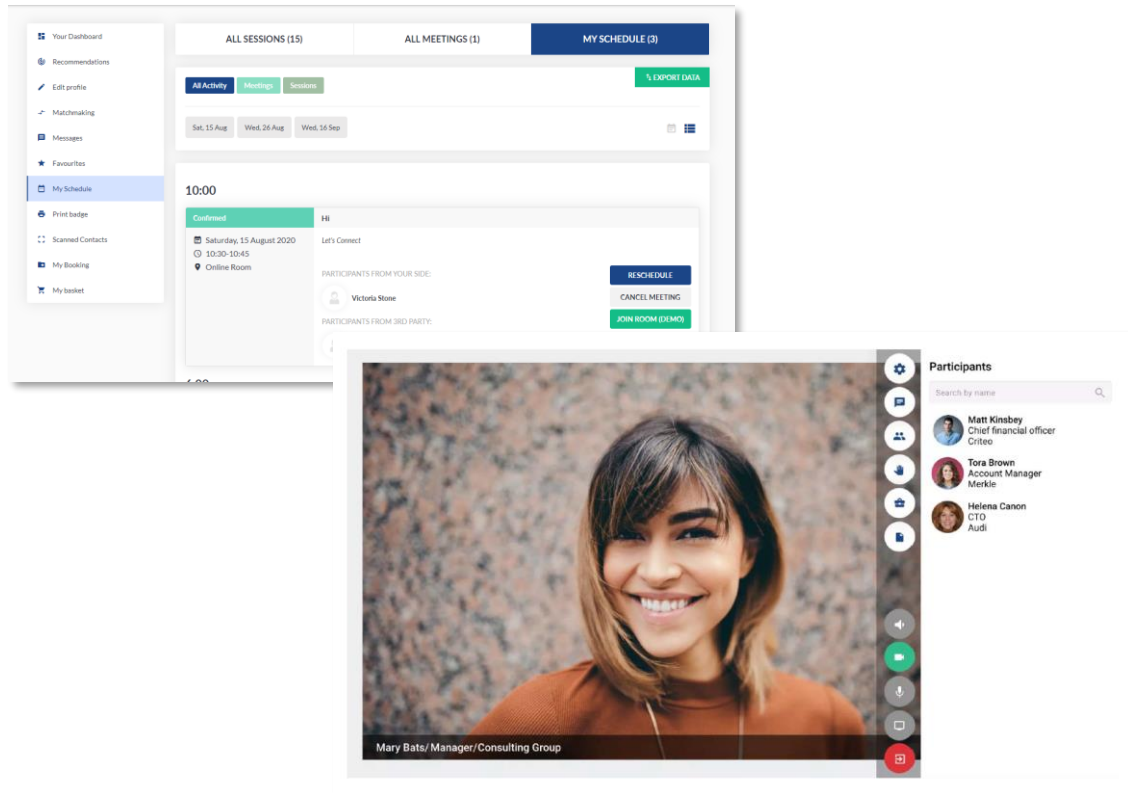 Your Dashboard
Recommendations
Edit profile
Matchmaking
Messages
Favourites
My Schedule
Print badge
Scanned Contacts
My Booking
My basket
ALL SESSIONS (15)
ALL MEETINGS (1)
MY SCHEDULE (3)
EXPORT DATA
All Activity
Meetings
Sessions
Sat, 15 Aug
Wed, 26 Aug
Wed, 16 Sep
10:00
Confirmed
Hi
Saturday, 15 August 2020
10:30-10:45
Online Room
Let's Connect
PARTICIPANTS FROM YOUR SIDE:
Victoria Stone
PARTICIPANTS FROM 3RD PARTY:
RESCHEDULE
CANCEL MEETING
JOIN ROOM (DEMO)
Mary Bats/Manager/Consulting Group
Participants
Search by name
Matt Kinsbey
Chief financial officer
Criteo
Tora Brown
Account Manager
Merkle
Helena Canon
CTO
Audi